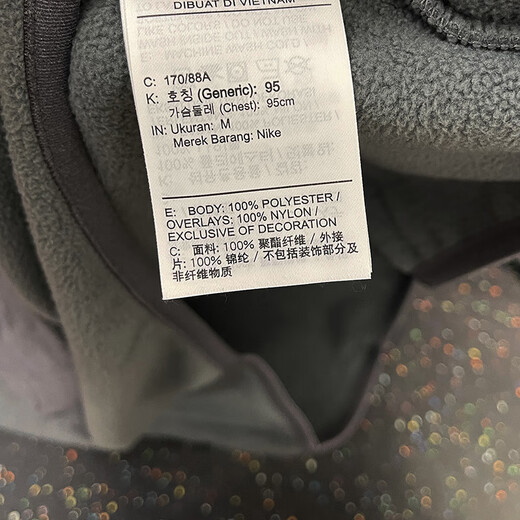 DIBUAT DI VIETNAM
C: 170/88A
K: 호칭 (Generic): 95
가슴둘레 (Chest): 95cm
IN: Ukuran: M
Merek Barang: Nike
E: BODY: 100% POLYESTER /
OVERLAYS: 100% NYLON /
EXCLUSIVE OF DECORATION
C: 面料: 100% 聚酯纤维 / 外接
片: 100% 锦纶 / 不包括装饰部分及
非纤维物质